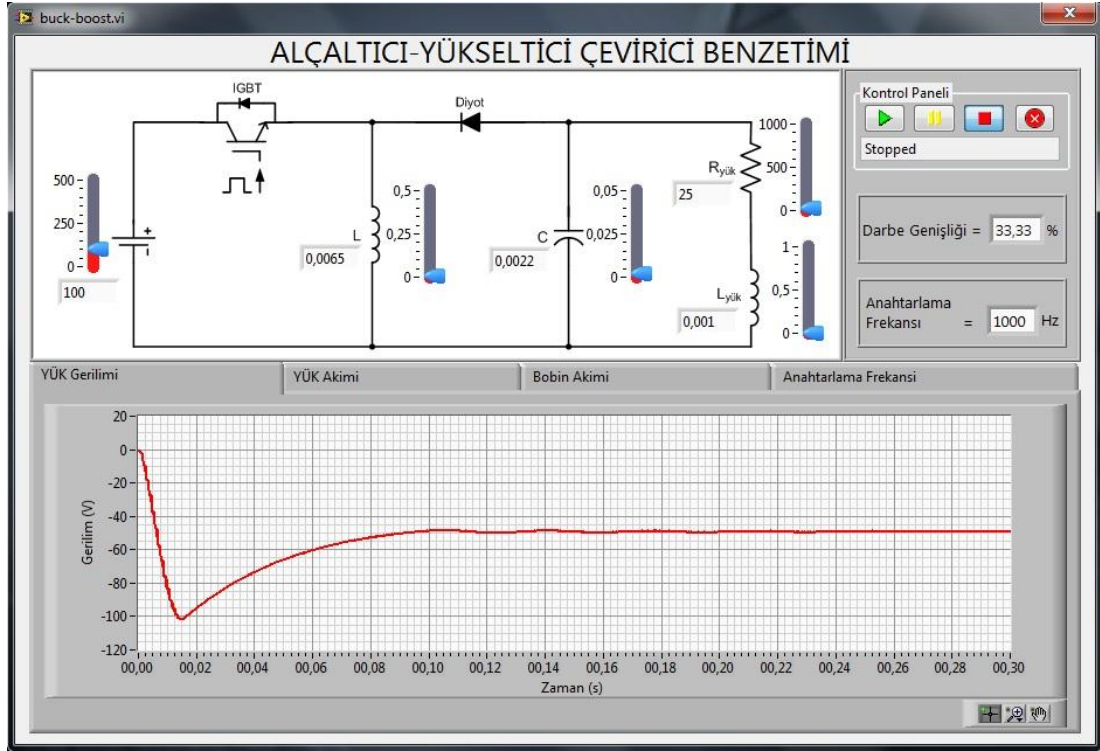 buck-boost.vi
ALÇALTICI-YÜKSELTİCİ ÇEVİRİCİ BENZETİMİ
IGBT
Diyot
500
250
0
+
-
100
L
0,0065
0,5
0,25
0
C
0,0022
0,05
0,025
0
Ryük
25
1000
500
0
Lyük
0,001
1
0,5
0
Kontrol Paneli
Stopped
Darbe Genişliği = 33,33 %
Anahtarlama
Frekansı = 1000 Hz
YÜK Gerilimi
YÜK Akimi
Bobin Akimi
Anahtarlama Frekansi
Gerilim (V)
20
0
-20
-40
-60
-80
-100
-120
00,00 00,02 00,04 00,06 00,08 00,10 00,12 00,14 00,16 00,18 00,20 00,22 00,24 00,26 00,28 00,30
Zaman (s)